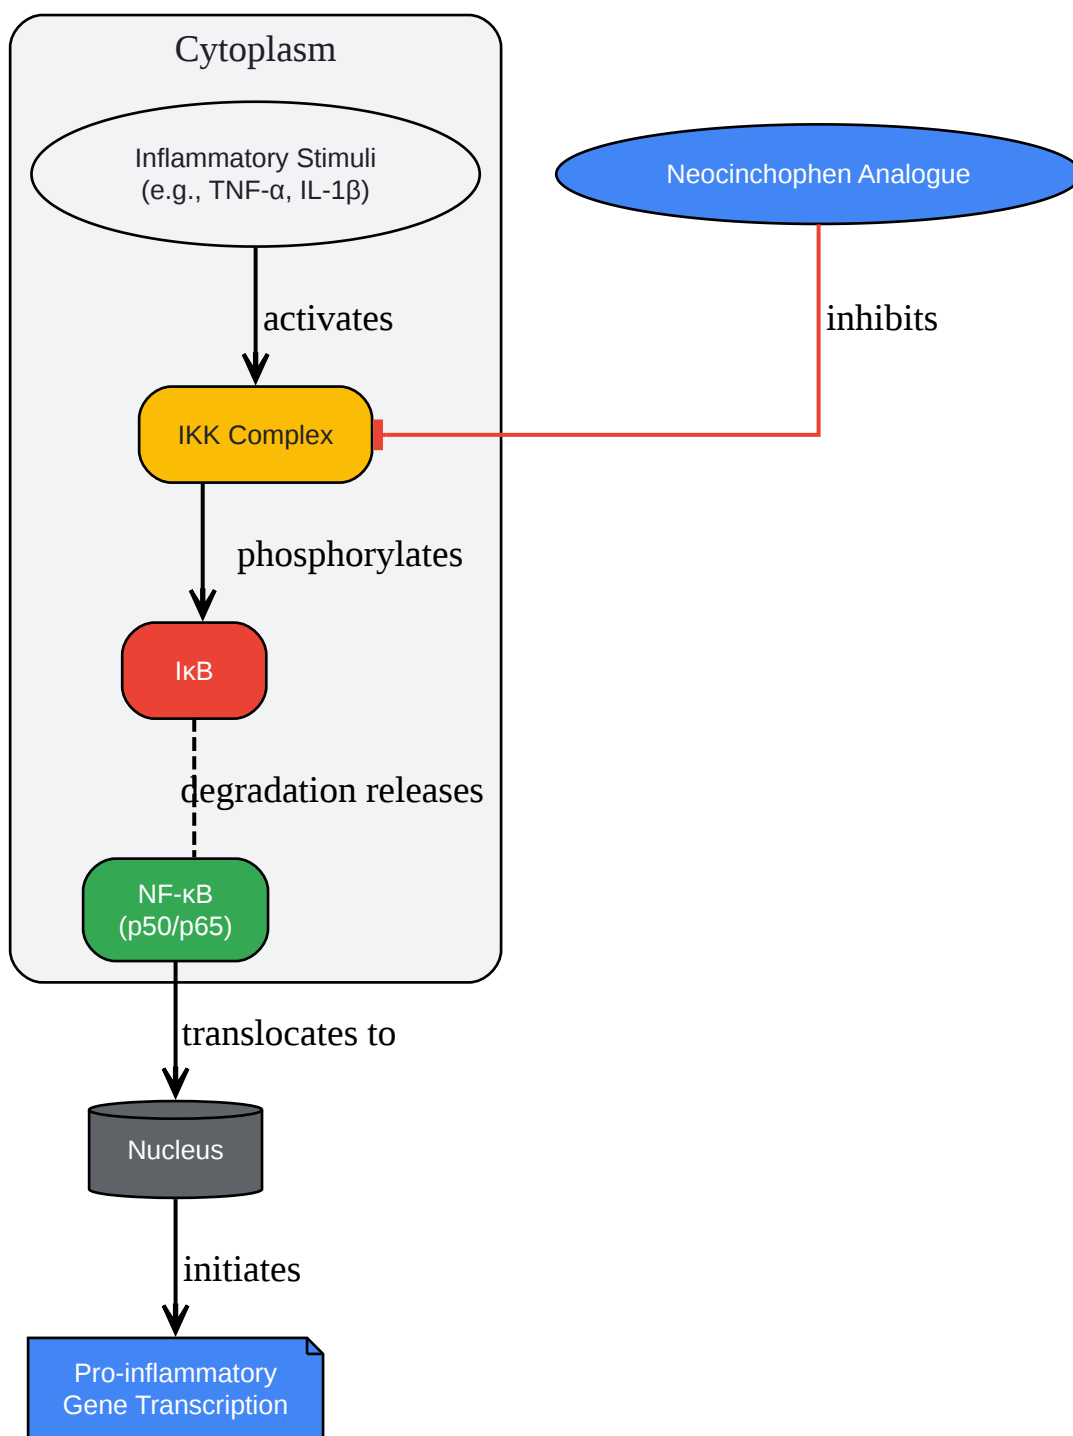 Cytoplasm
Inflammatory Stimuli
(e.g., TNF-α, IL-1β)
Neocinchophen Analogue
activates
inhibits
IKK Complex
phosphorylates
IκB
degradation releases
NF-κB
(p50/p65)
translocates to
Nucleus
initiates
Pro-inflammatory
Gene Transcription